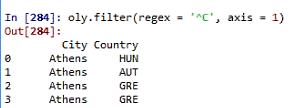 In [284]: oly.filter(regex = '^C', axis = 1)
Out[284]:
City Country
0 Athens HUN
1 Athens AUT
2 Athens GRE
3 Athens GRE